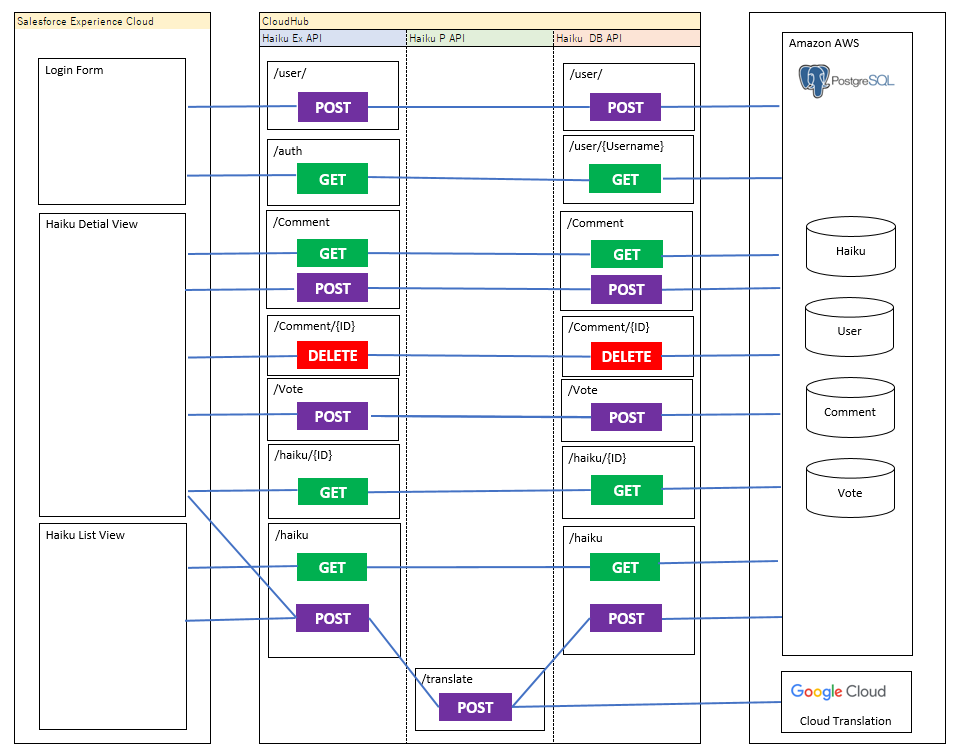 Salesforce Experience Cloud
Login Form
Haiku Detial View
Haiku List View
CloudHub
Haiku Ex API
Haiku P API
Haiku DB API
/user/
POST
/auth
GET
/Comment
GET
POST
/Comment/{ID}
DELETE
/Vote
POST
/haiku/{ID}
GET
/haiku
GET
POST
/translate
POST
/user/
POST
/user/{Username}
GET
/Comment
GET
POST
/Comment/{ID}
DELETE
/Vote
POST
/haiku/{ID}
GET
/haiku
GET
POST
Amazon AWS
PostgreSQL
Haiku
User
Comment
Vote
Google Cloud
Cloud Translation